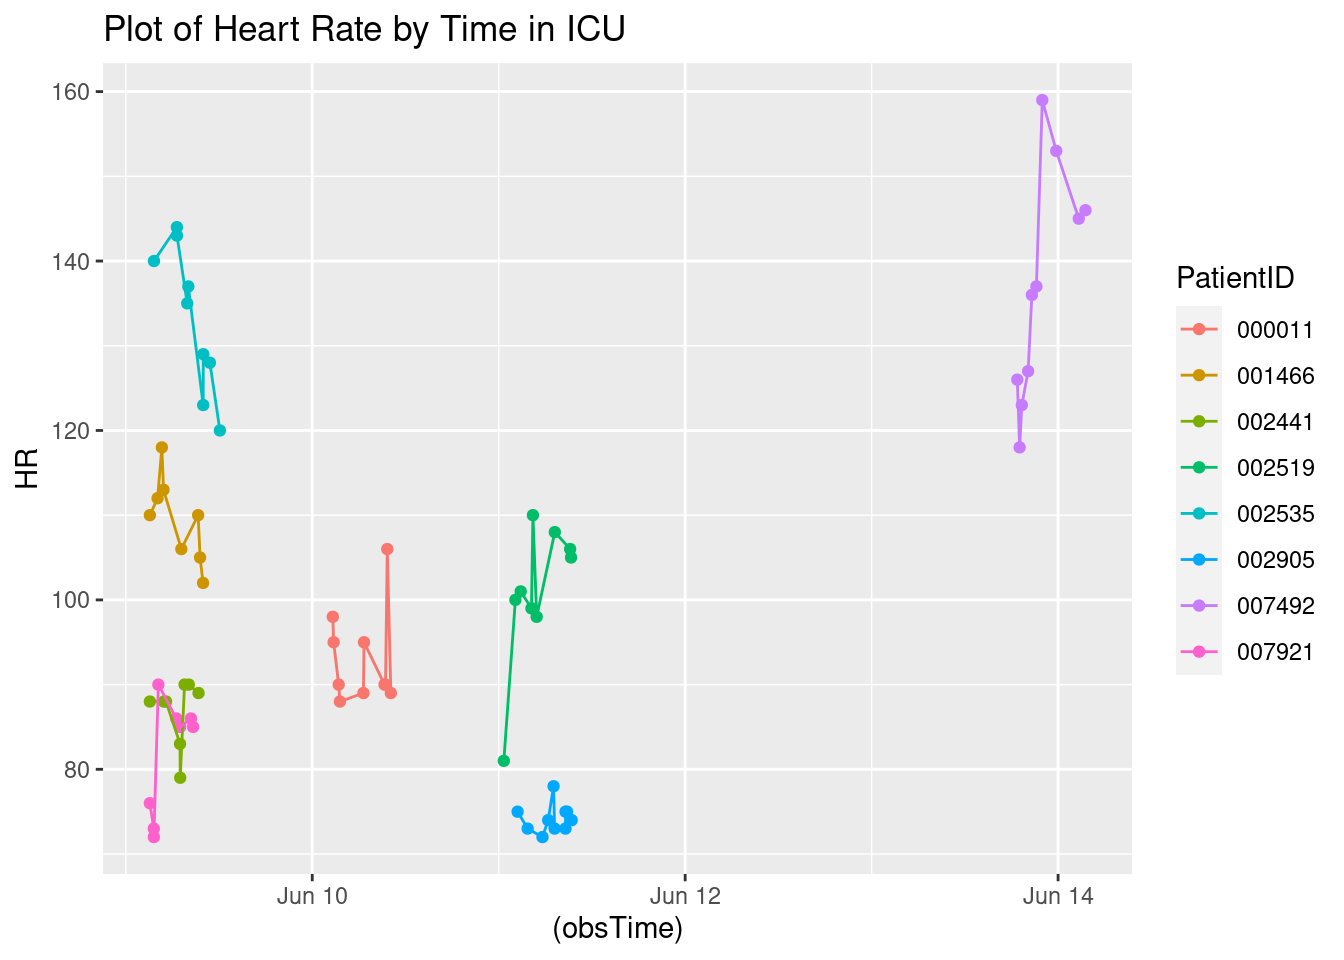 Plot of Heart Rate by Time in ICU
160
140
120
100
80
HR
Jun 10
Jun 12
Jun 14
(obsTime)
PatientID
000011
001466
002441
002519
002535
002905
007492
007921